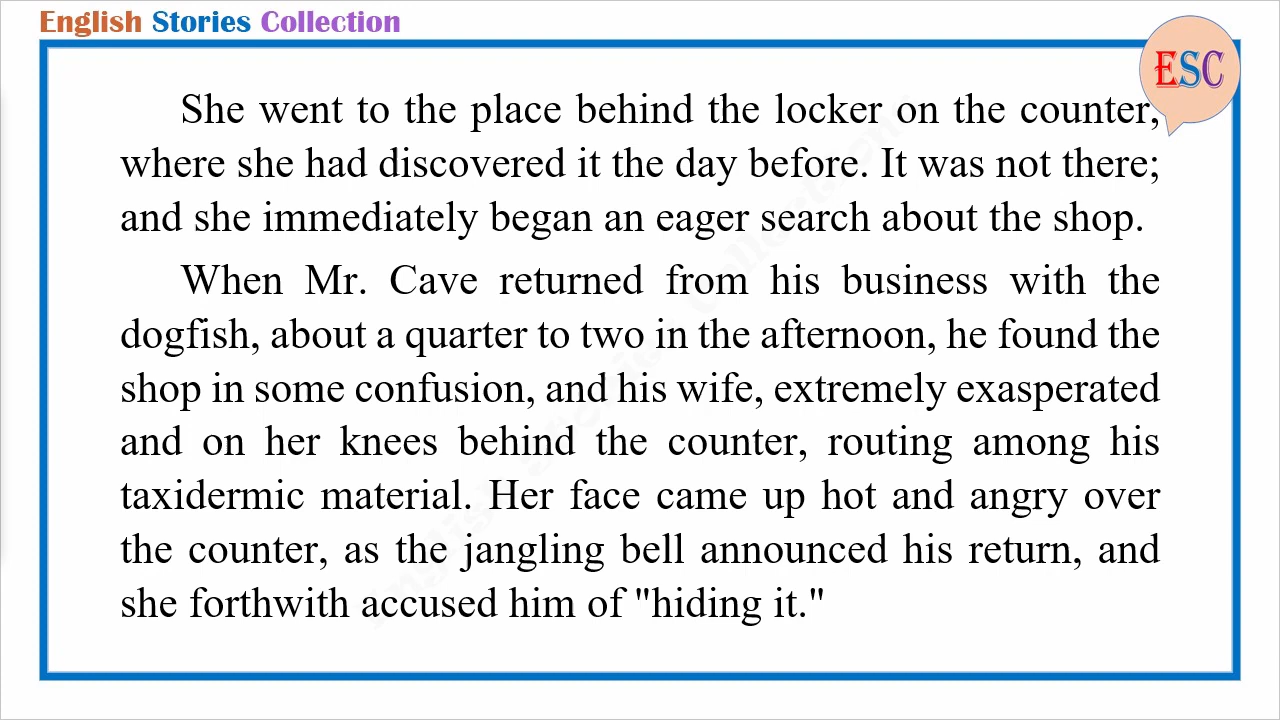 English Stories Collection
ESC
She went to the place behind the locker on the counter,
where she had discovered it the day before. It was not there;
and she immediately began an eager search about the shop.
When Mr. Cave returned from his business with the
dogfish, about a quarter to two in the afternoon, he found the
shop in some confusion, and his wife, extremely exasperated
and on her knees behind the counter, routing among his
taxidermic material. Her face came up hot and angry over
the counter, as the jangling bell announced his return, and
she forthwith accused him of "hiding it."